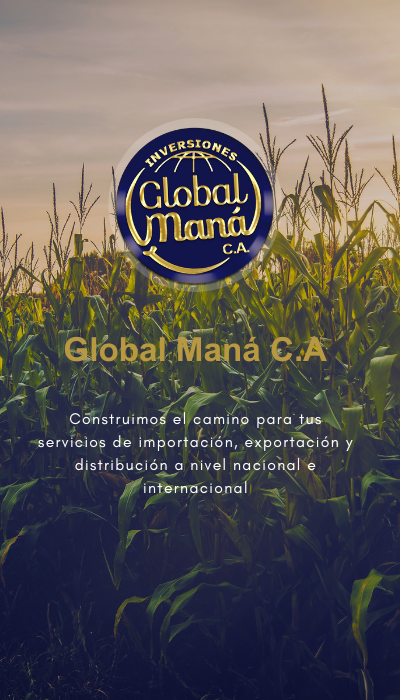 INVERSIONES
Global
Maná
C.A.
Global Maná C.A
Construimos el camino para tus
servicios de importación, exportación y
distribución a nivel nacional e
internacional